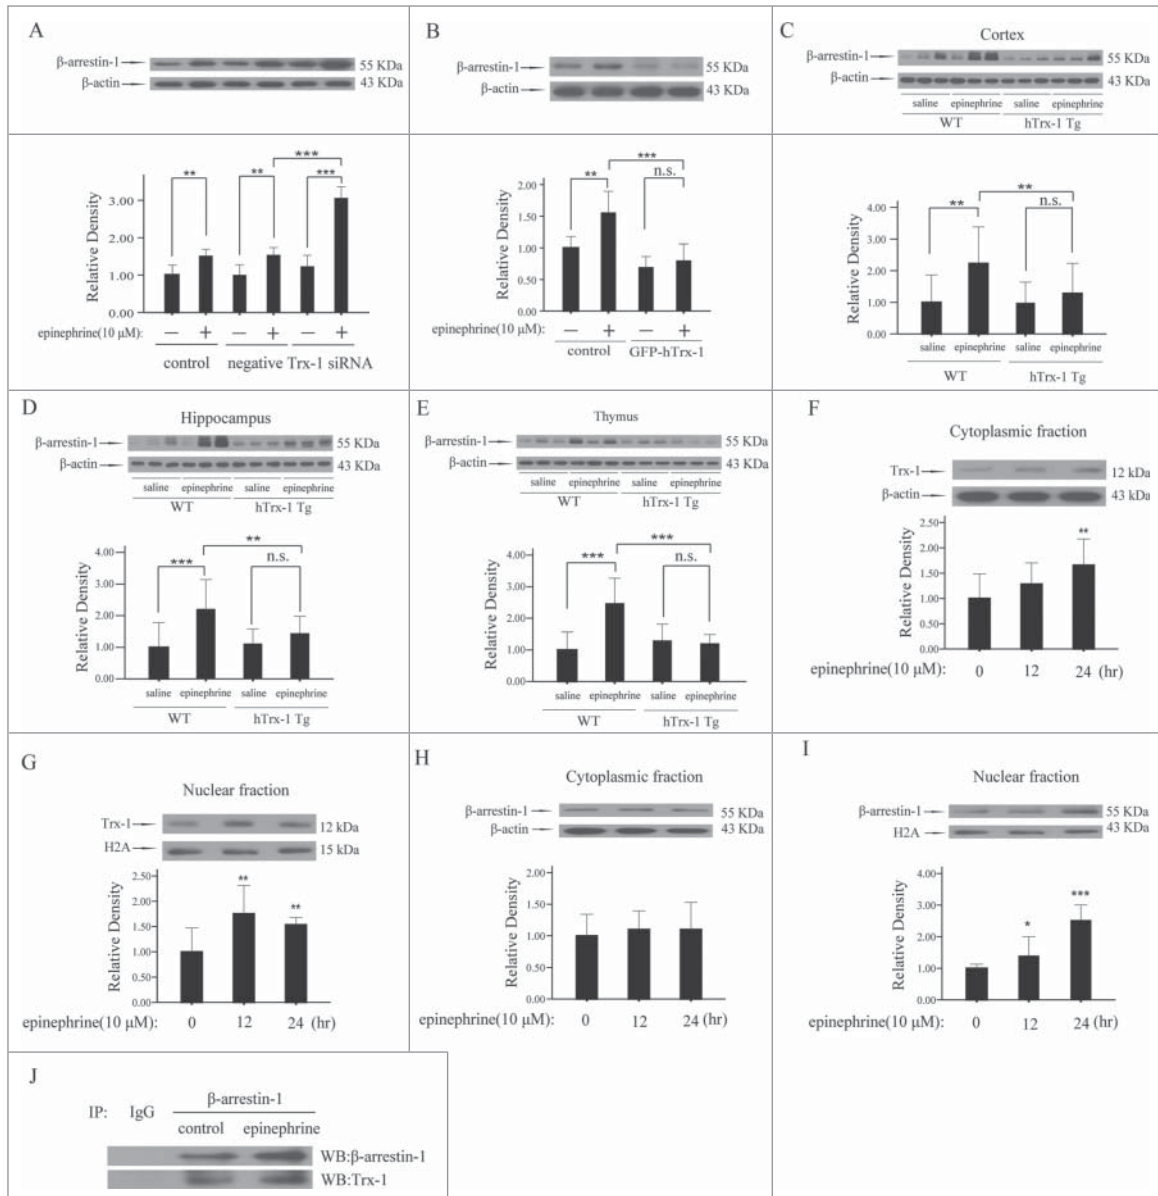 A
β-arrestin-1 55 KDa
β-actin 43 KDa
** ** *** ***
Relative Density
3.00
2.00
1.00
0.00
epinephrine(10 μM): — + — + — +
control negative Trx-1 siRNA
B
β-arrestin-1 55 KDa
β-actin 43 KDa
*** ** n.s.
Relative Density
2.00
1.50
1.00
0.50
0.00
epinephrine(10 μM): — + — +
control GFP-hTrx-1
C
Cortex
β-arrestin-1 55 KDa
β-actin 43 KDa
saline epinephrine saline epinephrine
WT hTrx-1 Tg
** ** n.s.
Relative Density
4.00
3.00
2.00
1.00
0.00
saline epinephrine saline epinephrine
WT hTrx-1 Tg
D
Hippocampus
β-arrestin-1 55 KDa
β-actin 43 KDa
saline epinephrine saline epinephrine
WT hTrx-1 Tg
** *** n.s.
Relative Density
4.00
3.00
2.00
1.00
0.00
saline epinephrine saline epinephrine
WT hTrx-1 Tg
E
Thymus
β-arrestin-1 55 KDa
β-actin 43 KDa
saline epinephrine saline epinephrine
WT hTrx-1 Tg
*** *** n.s.
Relative Density
4.00
3.00
2.00
1.00
0.00
saline epinephrine saline epinephrine
WT hTrx-1 Tg
F
Cytoplasmic fraction
Trx-1 12 kDa
β-actin 43 kDa
**
Relative Density
2.50
2.00
1.50
1.00
0.50
0.00
epinephrine(10 μM): 0 12 24 (hr)
G
Nuclear fraction
Trx-1 12 kDa
H2A 15 kDa
** **
Relative Density
2.50
2.00
1.50
1.00
0.50
0.00
epinephrine(10 μM): 0 12 24 (hr)
H
Cytoplasmic fraction
β-arrestin-1 55 KDa
β-actin 43 KDa
Relative Density
2.00
1.50
1.00
0.50
0.00
epinephrine(10 μM): 0 12 24 (hr)
I
Nuclear fraction
β-arrestin-1 55 KDa
H2A 43 KDa
* ***
Relative Density
4.00
3.00
2.00
1.00
0.00
epinephrine(10 μM): 0 12 24 (hr)
J
β-arrestin-1
IP: IgG control epinephrine
WB:β-arrestin-1
WB:Trx-1